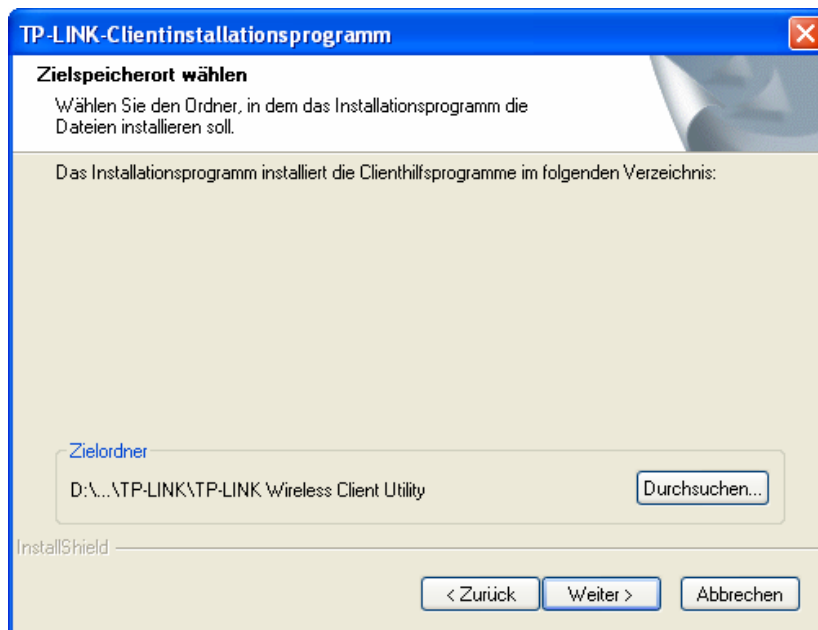 TP-LINK-Clientinstallationsprogramm
Zielspeicherort wählen
Wählen Sie den Ordner, in dem das Installationsprogramm die
Dateien installieren soll.
Das Installationsprogramm installiert die Clienthilfsprogramme im folgenden Verzeichnis:
Zielordner
D:\...\TP-LINK\TP-LINK Wireless Client Utility
Durchsuchen...
InstallShield
< Zurück
Weiter >
Abbrechen